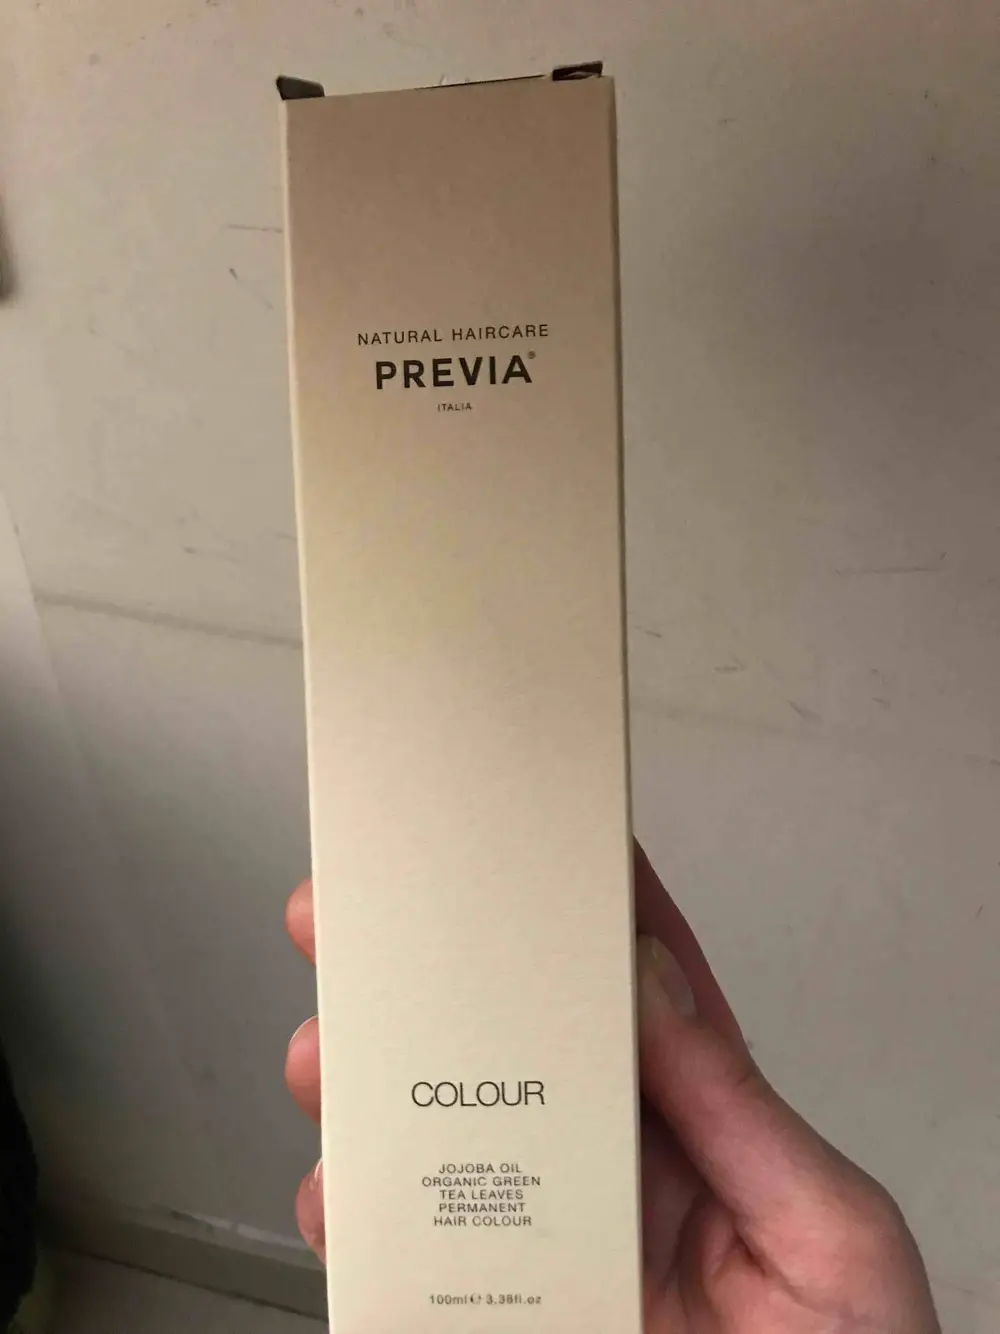 NATURAL HAIRCARE
PREVIA®
ITALIA
COLOUR
JOJOBA OIL
ORGANIC GREEN
TEA LEAVES
PERMANENT
HAIR COLOUR
100ml ℮ 3.38fl.oz